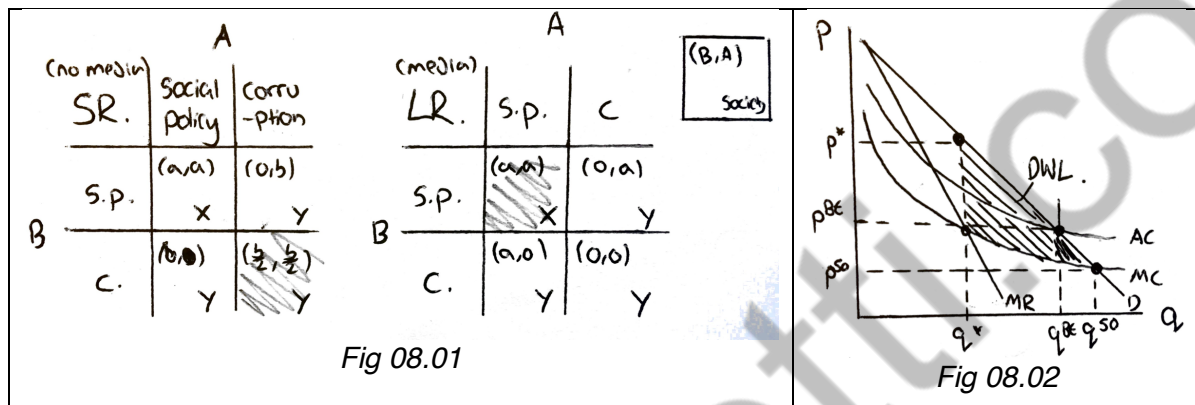 A
(no media)
SR.
social policy
corru-ption
s.p.
(a,a)
X
(0,b)
Y
B
C.
Y
(b/2, b/2)
Y
A
(media)
LR.
s.p.
C
s.p.
(a,a)
X
(0,a)
Y
B
C.
(a,0)
Y
(0,0)
Y
(B,A)
Society
Fig 08.01
P
P*
DWL.
pBE
AC
pSO
MC
MR
D
q*
qBE
qSO
Q
Fig 08.02